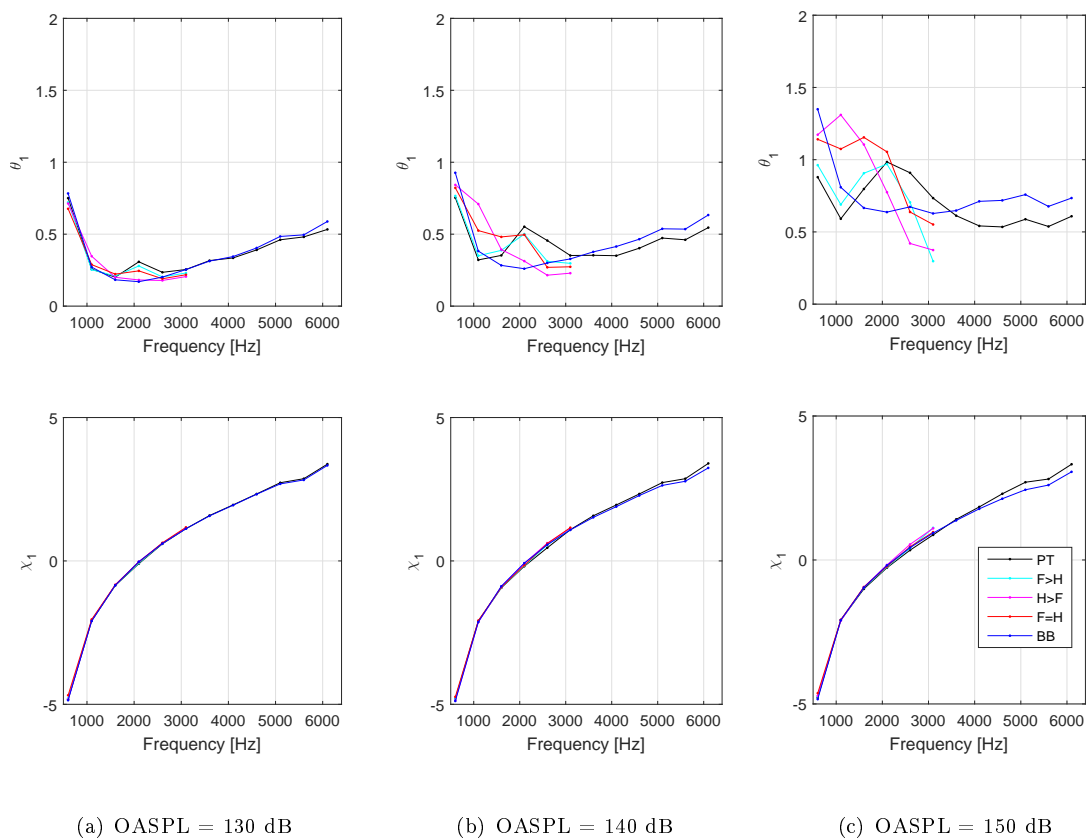 2
1.5
1
0.5
0
θ1
1000 2000 3000 4000 5000 6000
Frequency [Hz]
2
1.5
1
0.5
0
θ1
1000 2000 3000 4000 5000 6000
Frequency [Hz]
2
1.5
1
0.5
0
θ1
1000 2000 3000 4000 5000 6000
Frequency [Hz]
5
0
-5
χ1
1000 2000 3000 4000 5000 6000
Frequency [Hz]
5
0
-5
χ1
1000 2000 3000 4000 5000 6000
Frequency [Hz]
5
0
-5
χ1
1000 2000 3000 4000 5000 6000
Frequency [Hz]
PT
F>H
H>F
F=H
BB
(a) OASPL = 130 dB
(b) OASPL = 140 dB
(c) OASPL = 150 dB